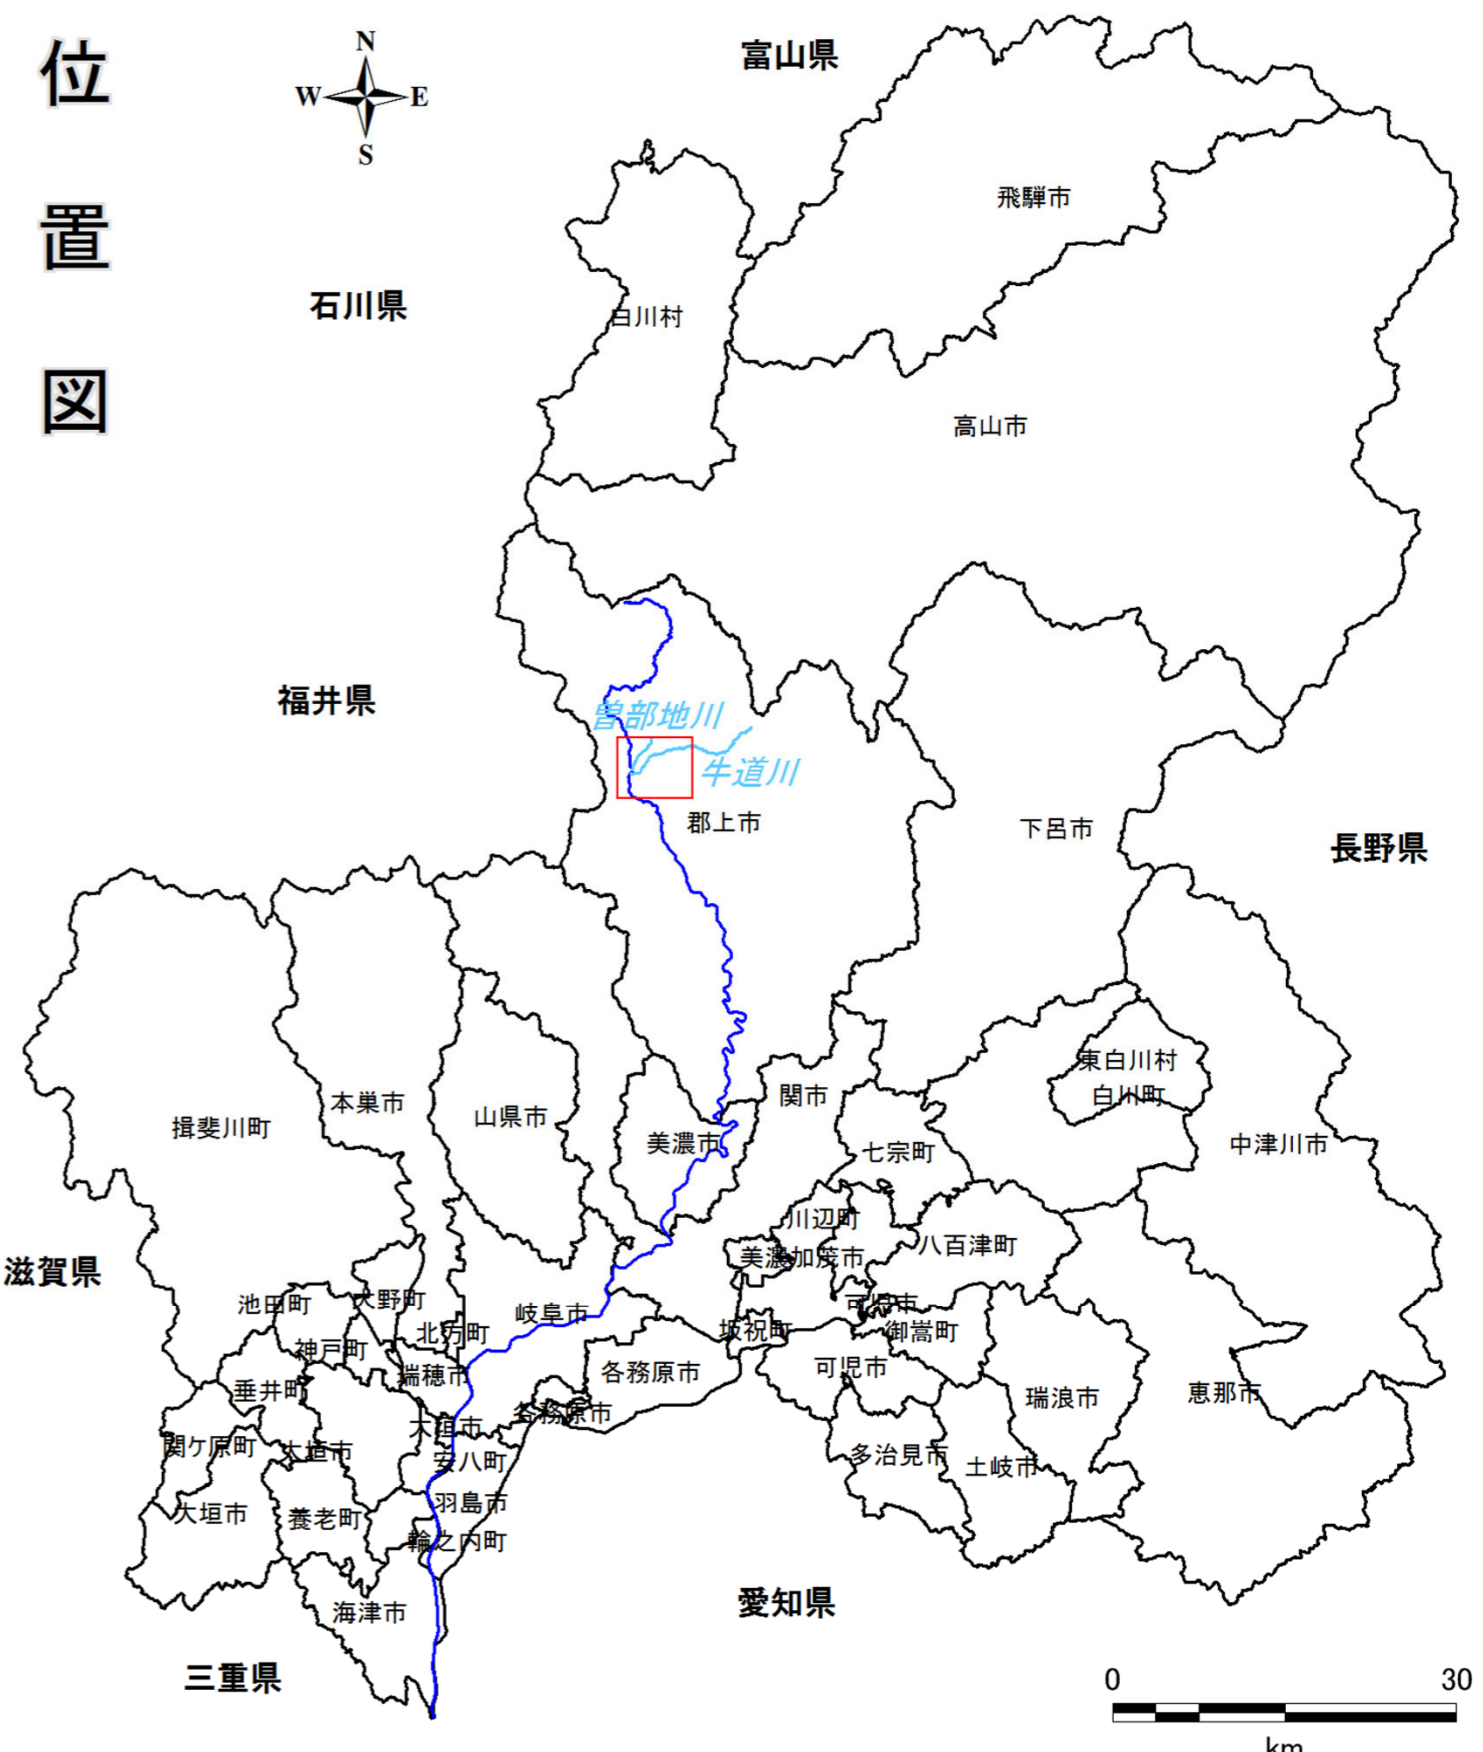 位置図
N
W
E
S
富山県
飛騨市
石川県
白川村
高山市
福井県
曽部地川
牛道川
郡上市
下呂市
長野県
東白川村
白川町
関市
本巣市
山県市
揖斐川町
美濃市
七宗町
中津川市
川辺町
八百津町
美濃加茂市
滋賀県
池田町
大野町
可児市
岐阜市
北方町
坂祝町
御嵩町
神戸町
瑞穂市
各務原市
可児市
垂井町
恵那市
瑞浪市
各務原市
大垣市
関ケ原町
大垣市
安八町
多治見市
土岐市
羽島市
大垣市
養老町
輪之内町
愛知県
海津市
三重県
0
30
km